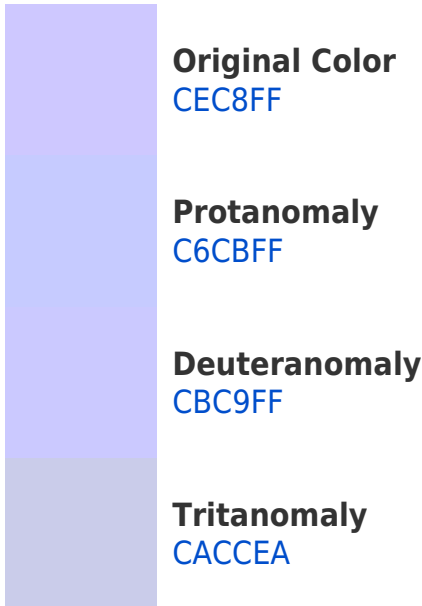 Original Color
CEC8FF
Protanomaly
C6CBFF
Deuteranomaly
CBC9FF
Tritanomaly
CACCEA